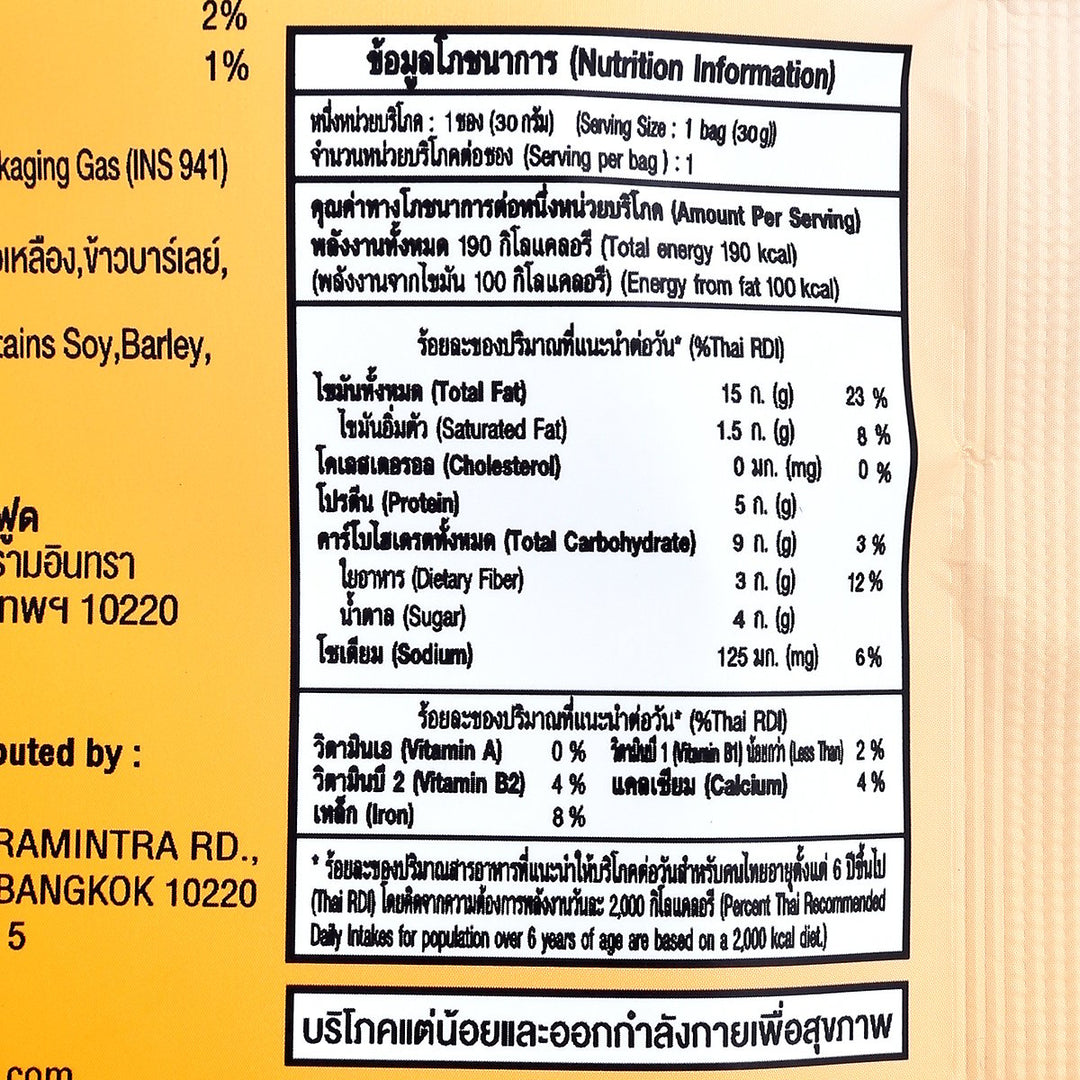 2%
1%
kaging Gas (INS 941)
เหลือง,ข้าวบาร์เลย์,
tains Soy,Barley,
ฟูด
รามอินทรา
ทพฯ 10220
buted by :
RAMINTRA RD.,
BANGKOK 10220
5
.com
ข้อมูลโภชนาการ (Nutrition Information)
หนึ่งหน่วยบริโภค : 1 ซอง (30 กรัม) (Serving Size : 1 bag (30 g))
จำนวนหน่วยบริโภคต่อซอง (Serving per bag ) : 1
คุณค่าทางโภชนาการต่อหนึ่งหน่วยบริโภค (Amount Per Serving)
พลังงานทั้งหมด 190 กิโลแคลอรี (Total energy 190 kcal)
(พลังงานจากไขมัน 100 กิโลแคลอรี) (Energy from fat 100 kcal)
ร้อยละของปริมาณที่แนะนำต่อวัน* (%Thai RDI)
ไขมันทั้งหมด (Total Fat) 15 ก. (g) 23 %
ไขมันอิ่มตัว (Saturated Fat) 1.5 ก. (g) 8 %
โคเลสเตอรอล (Cholesterol) 0 มก. (mg) 0 %
โปรตีน (Protein) 5 ก. (g)
คาร์โบไฮเดรตทั้งหมด (Total Carbohydrate) 9 ก. (g) 3 %
ใยอาหาร (Dietary Fiber) 3 ก. (g) 12 %
น้ำตาล (Sugar) 4 ก. (g)
โซเดียม (Sodium) 125 มก. (mg) 6 %
ร้อยละของปริมาณที่แนะนำต่อวัน* (%Thai RDI)
วิตามินเอ (Vitamin A) 0 % วิตามินบี 1 (Vitamin B1) น้อยกว่า (Less Than) 2 %
วิตามินบี 2 (Vitamin B2) 4 % แคลเซียม (Calcium) 4 %
เหล็ก (Iron) 8 %
* ร้อยละของปริมาณสารอาหารที่แนะนำให้บริโภคต่อวันสำหรับคนไทยอายุตั้งแต่ 6 ปีขึ้นไป
(Thai RDI) โดยคิดจากความต้องการพลังงานวันละ 2,000 กิโลแคลอรี (Percent Thai Recommended
Daily Intakes for population over 6 years of age are based on a 2,000 kcal diet.)
บริโภคแต่น้อยและออกกำลังกายเพื่อสุขภาพ